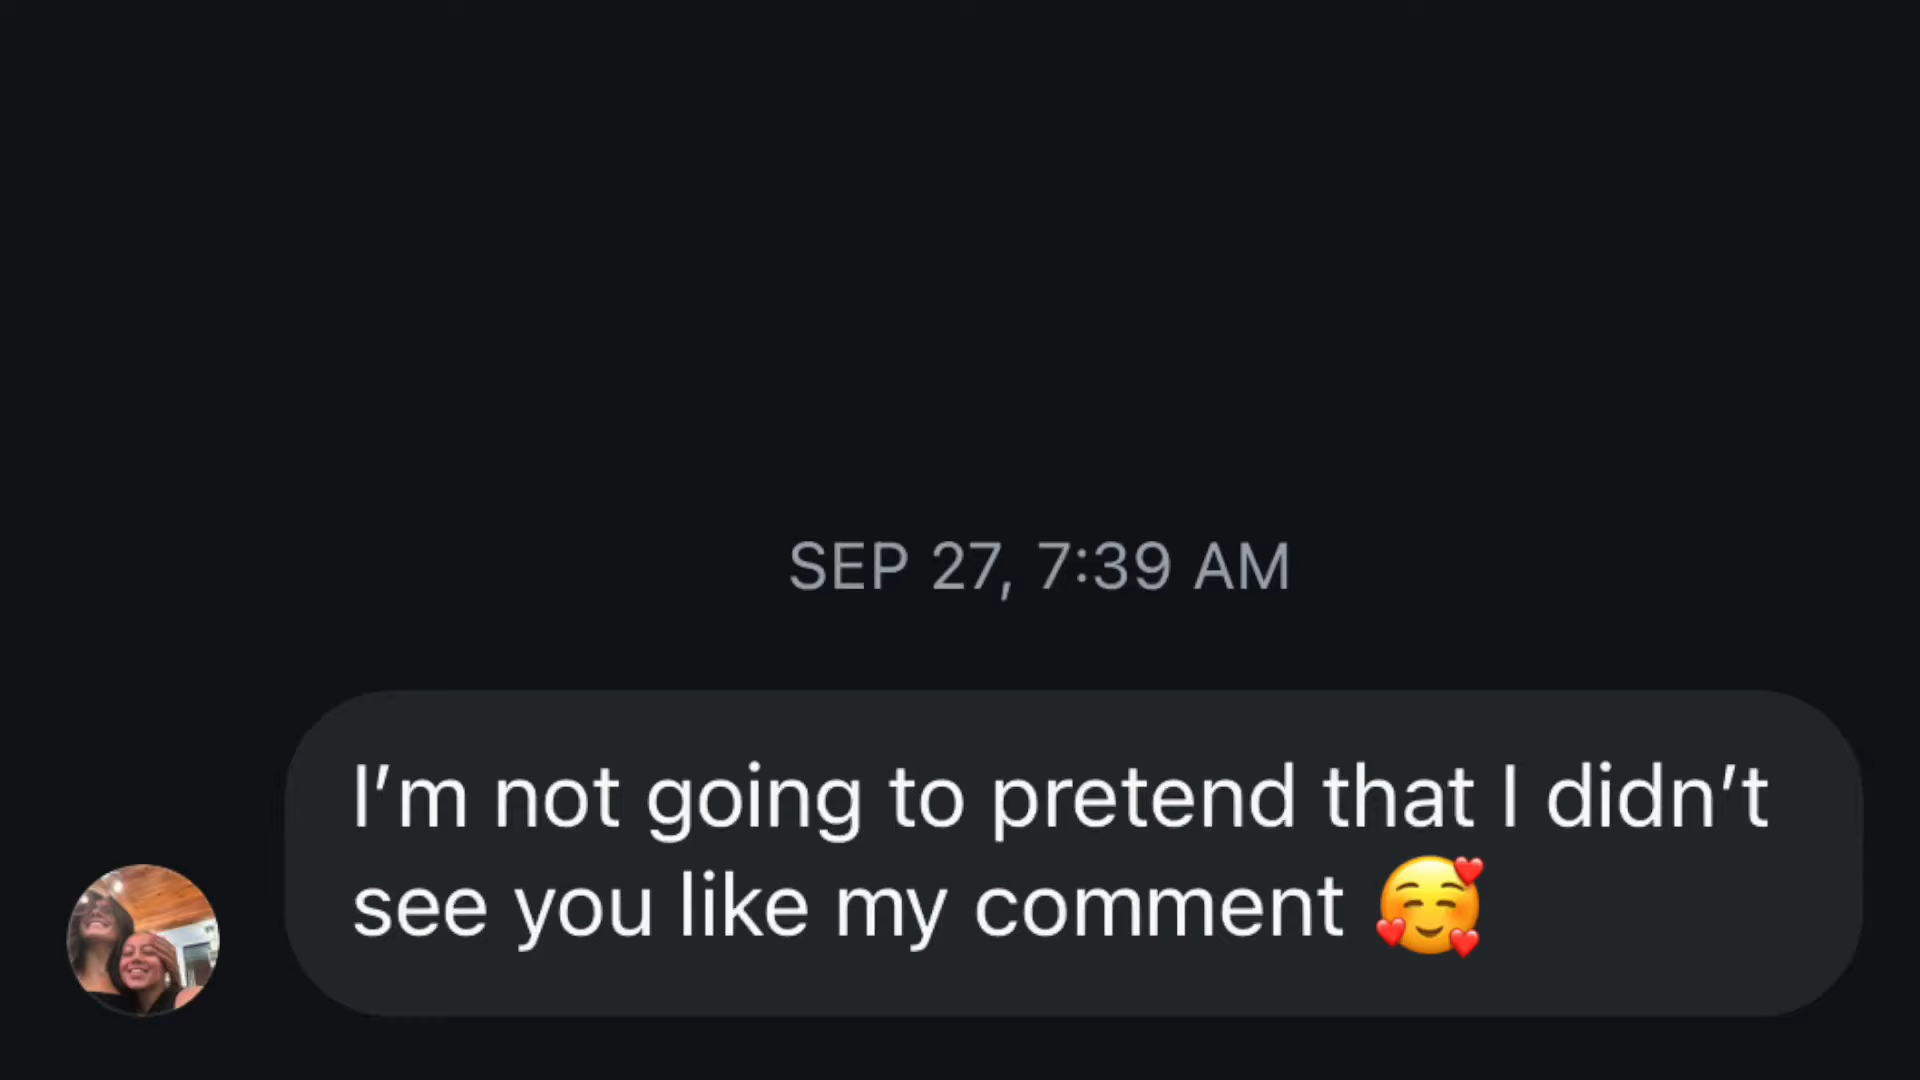 SEP 27, 7:39 AM
I’m not going to pretend that I didn’t
see you like my comment 🥰